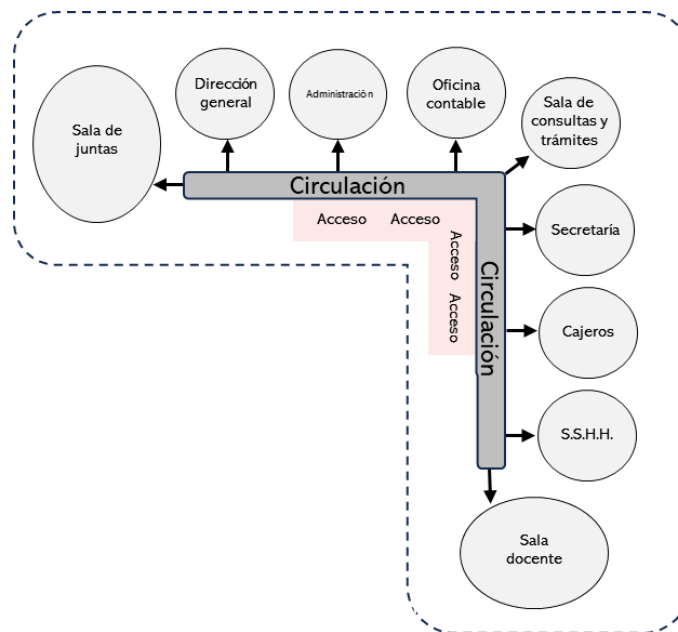 Dirección
general
Administración
Oficina
contable
Sala de
consultas y
trámites
Sala de
juntas
Circulación
Acceso Acceso
Acceso Acceso
Circulación
Secretaría
Cajeros
S.S.H.H.
Sala
docente